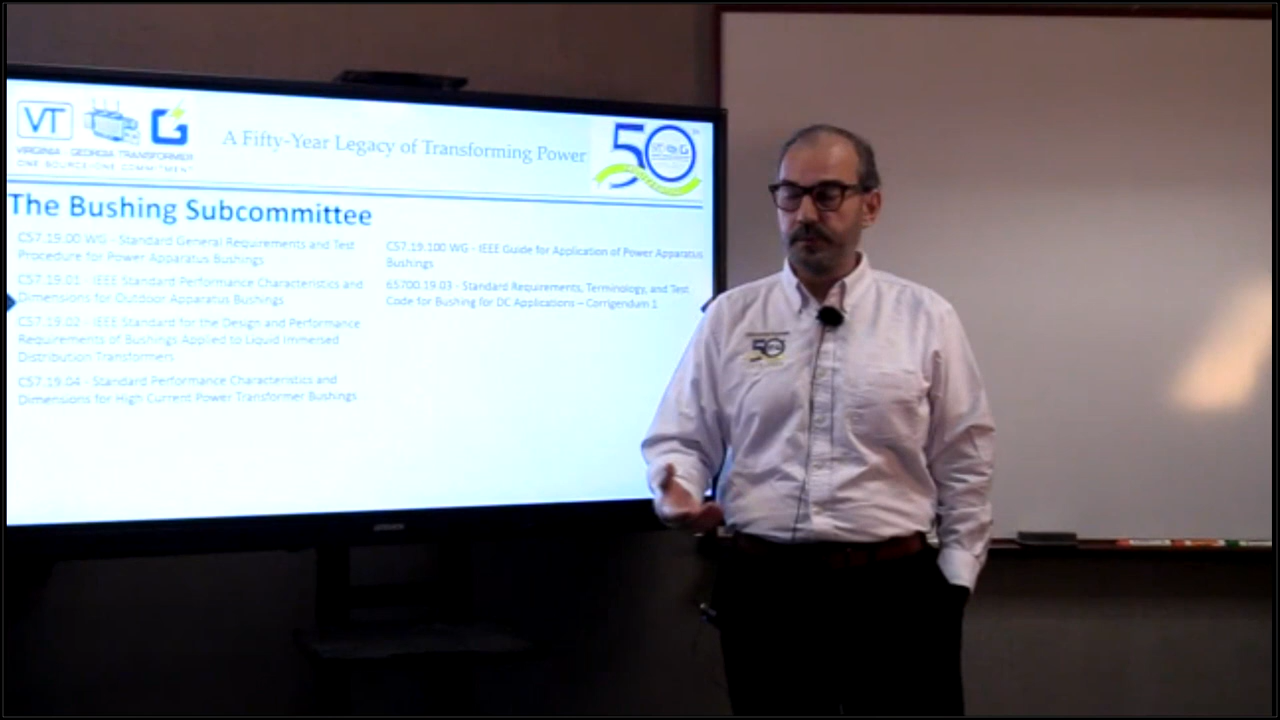 VT
G
VIRGINIA - GEORGIA TRANSFORMER
ONE SOURCE•ONE COMMITMENT
A Fifty-Year Legacy of Transforming Power
50
The Bushing Subcommittee
C57.19.00 WG - Standard General Requirements and Test
Procedure for Power Apparatus Bushings
C57.19.01 - IEEE Standard Performance Characteristics and
Dimensions for Outdoor Apparatus Bushings
C57.19.02 - IEEE Standard for the Design and Performance
Requirements of Bushings Applied to Liquid Immersed
Distribution Transformers
C57.19.04 - Standard Performance Characteristics and
Dimensions for High Current Power Transformer Bushings
C57.19.100 WG - IEEE Guide for Application of Power Apparatus
Bushings
65700.19.03 - Standard Requirements, Terminology, and Test
Code for Bushing for DC Applications – Corrigendum 1
50